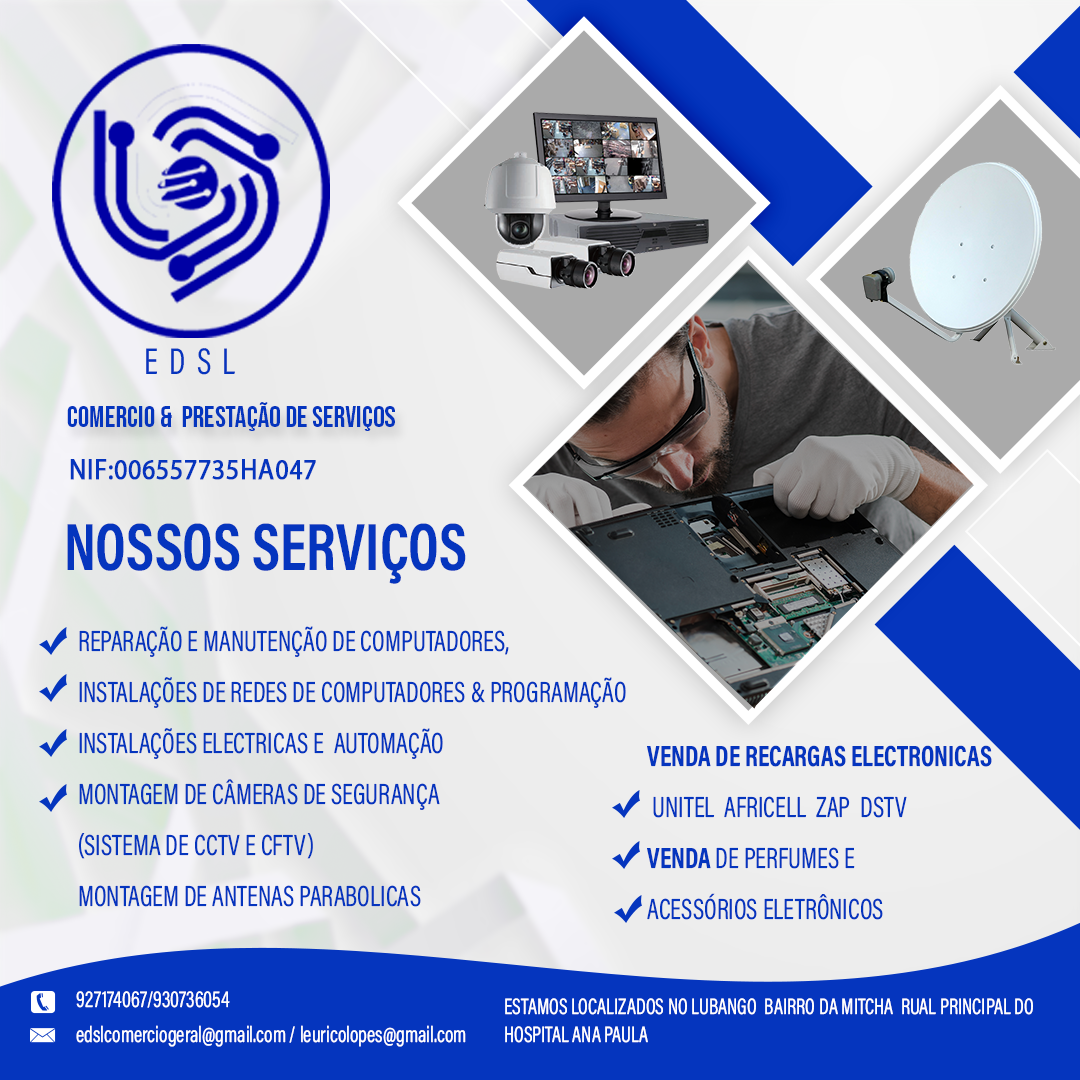 EDSL
COMERCIO & PRESTAÇÃO DE SERVIÇOS
NIF:006557735HA047
NOSSOS SERVIÇOS
REPARAÇÃO E MANUTENÇÃO DE COMPUTADORES,
INSTALAÇÕES DE REDES DE COMPUTADORES & PROGRAMAÇÃO
INSTALAÇÕES ELECTRICAS E AUTOMAÇÃO
MONTAGEM DE CÂMERAS DE SEGURANÇA
(SISTEMA DE CCTV E CFTV)
MONTAGEM DE ANTENAS PARABOLICAS
VENDA DE RECARGAS ELECTRONICAS
UNITEL AFRICELL ZAP DSTV
VENDA DE PERFUMES E
ACESSÓRIOS ELETRÔNICOS
927174067/930736054
edslcomerciogeral@gmail.com / leuricolopes@gmail.com
ESTAMOS LOCALIZADOS NO LUBANGO BAIRRO DA MITCHA RUAL PRINCIPAL DO
HOSPITAL ANA PAULA